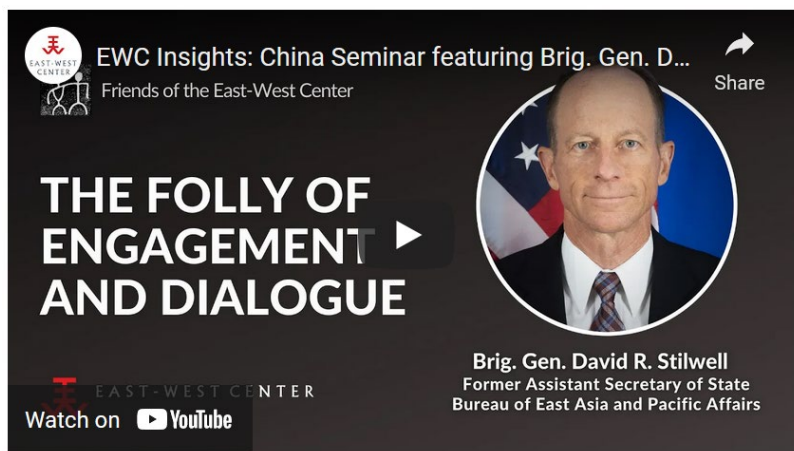 EAST-WEST
CENTER
EWC Insights: China Seminar featuring Brig. Gen. D...
Friends of the East-West Center
Share
THE FOLLY OF
ENGAGEMENT
AND DIALOGUE
Brig. Gen. David R. Stilwell
Former Assistant Secretary of State
Bureau of East Asia and Pacific Affairs
EAST-WEST CENTER
Watch on YouTube